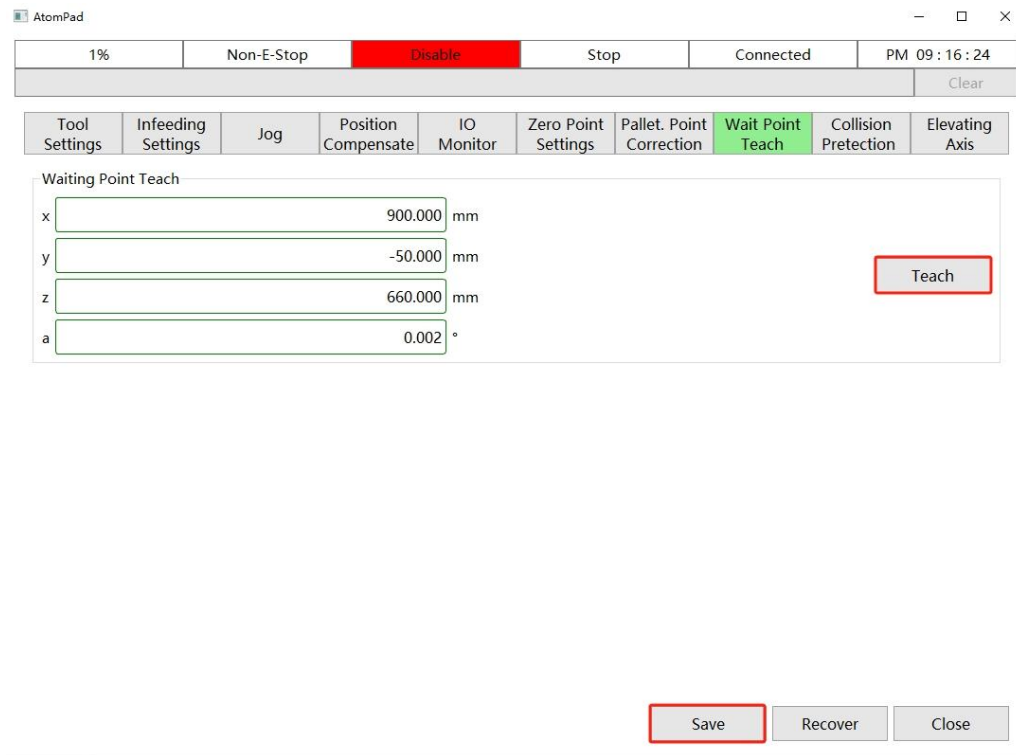 AtomPad
1% Non-E-Stop Disable Stop Connected PM 09 : 16 : 24
Clear
Tool Settings Infeeding Settings Jog Position Compensate IO Monitor Zero Point Settings Pallet. Point Correction Wait Point Teach Collision Pretection Elevating Axis
Waiting Point Teach
x 900.000 mm
y -50.000 mm
Teach
z 660.000 mm
a 0.002 °
Save Recover Close